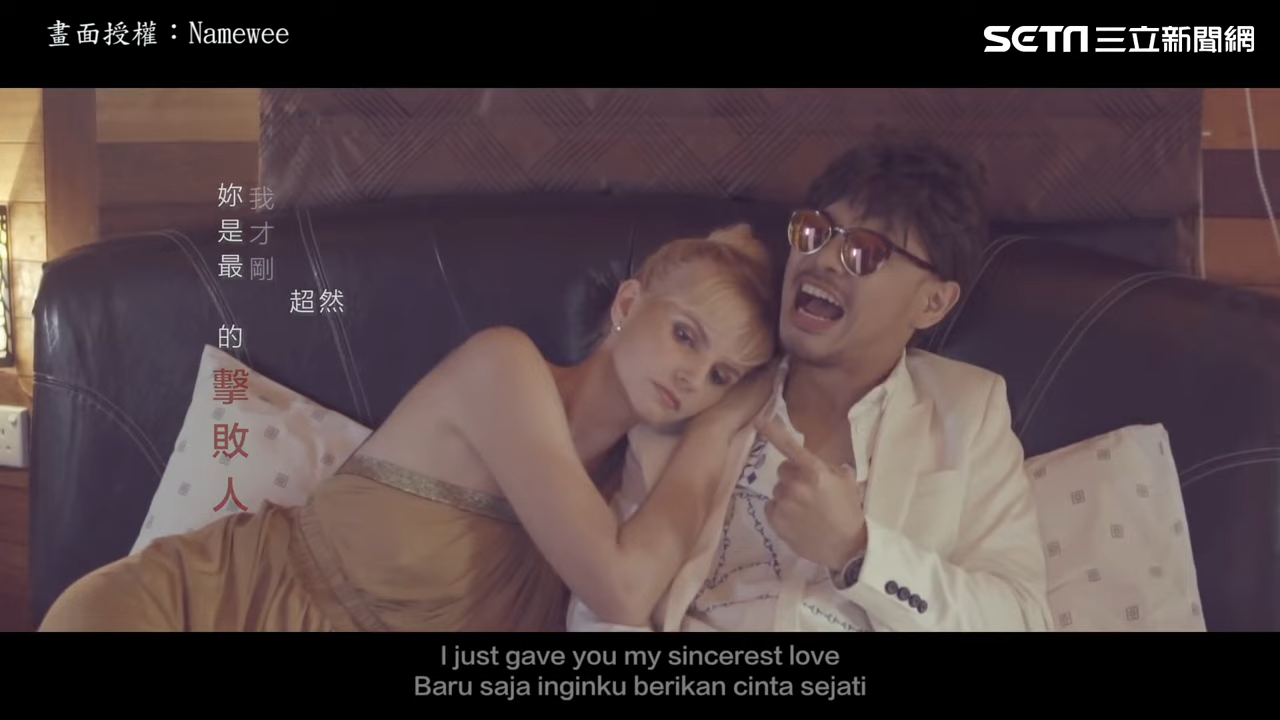 畫面授權：Namewee
SETN三立新聞網
我才剛
妳是最
超然
的
擊敗人
I just gave you my sincerest love
Baru saja inginku berikan cinta sejati